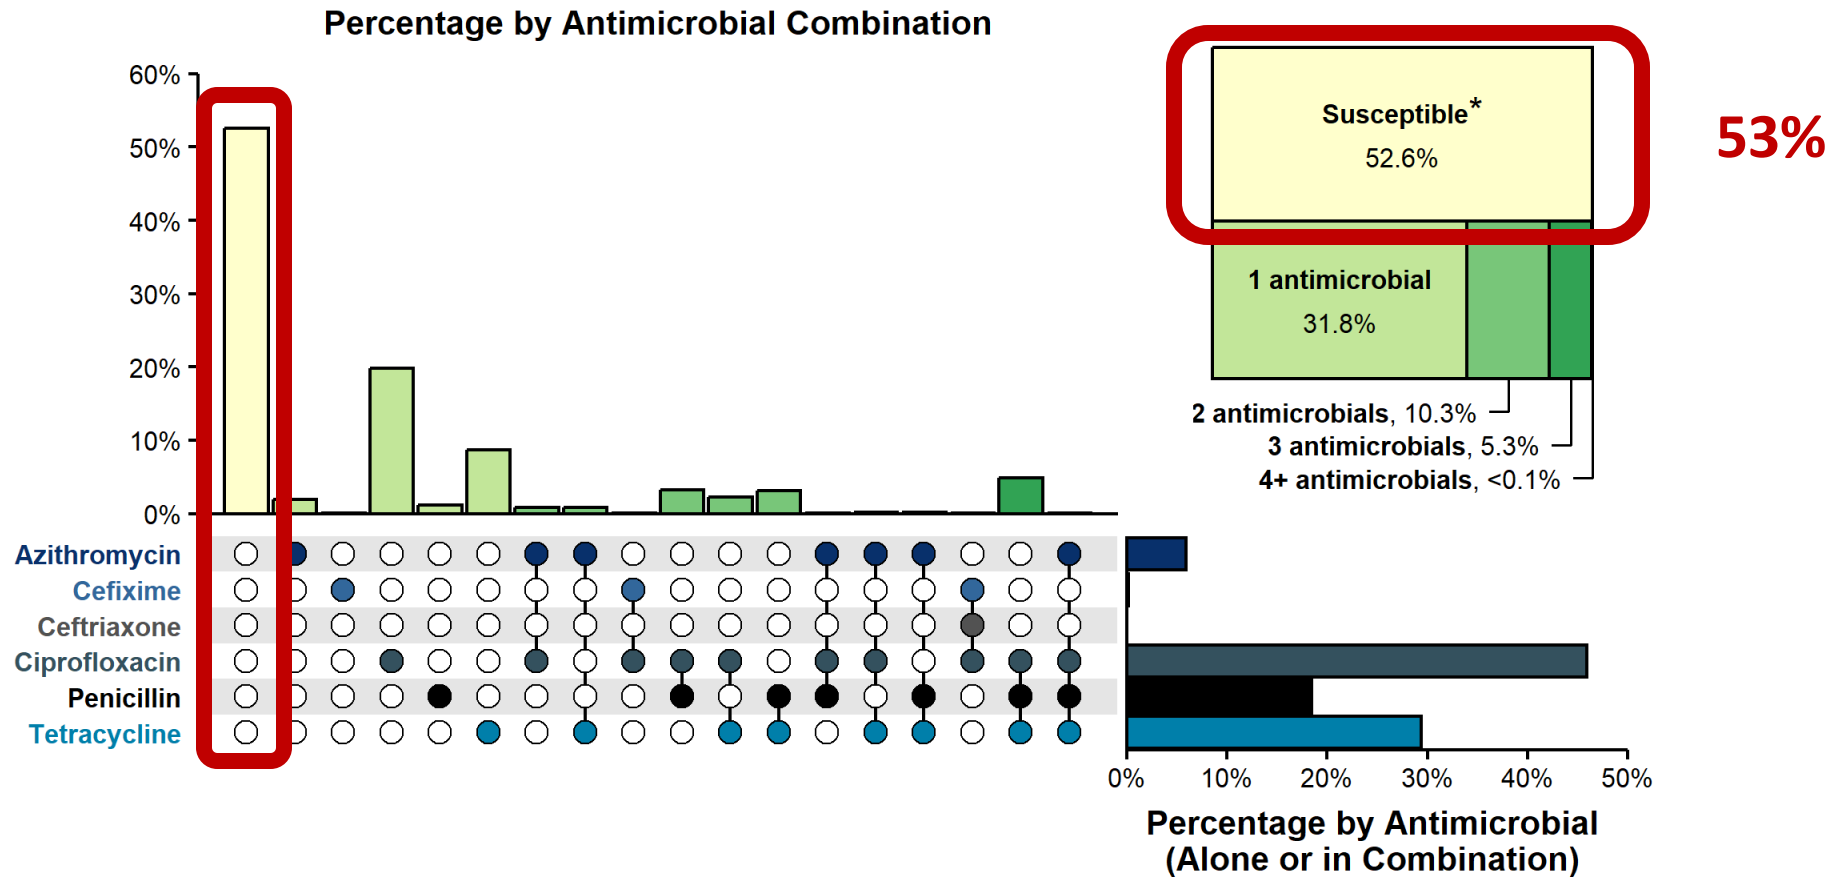 Percentage by Antimicrobial Combination
60%
50%
40%
30%
20%
10%
0%
Susceptible*
52.6%
53%
1 antimicrobial
31.8%
2 antimicrobials, 10.3%
3 antimicrobials, 5.3%
4+ antimicrobials, <0.1%
Azithromycin
Cefixime
Ceftriaxone
Ciprofloxacin
Penicillin
Tetracycline
0% 10% 20% 30% 40% 50%
Percentage by Antimicrobial
(Alone or in Combination)